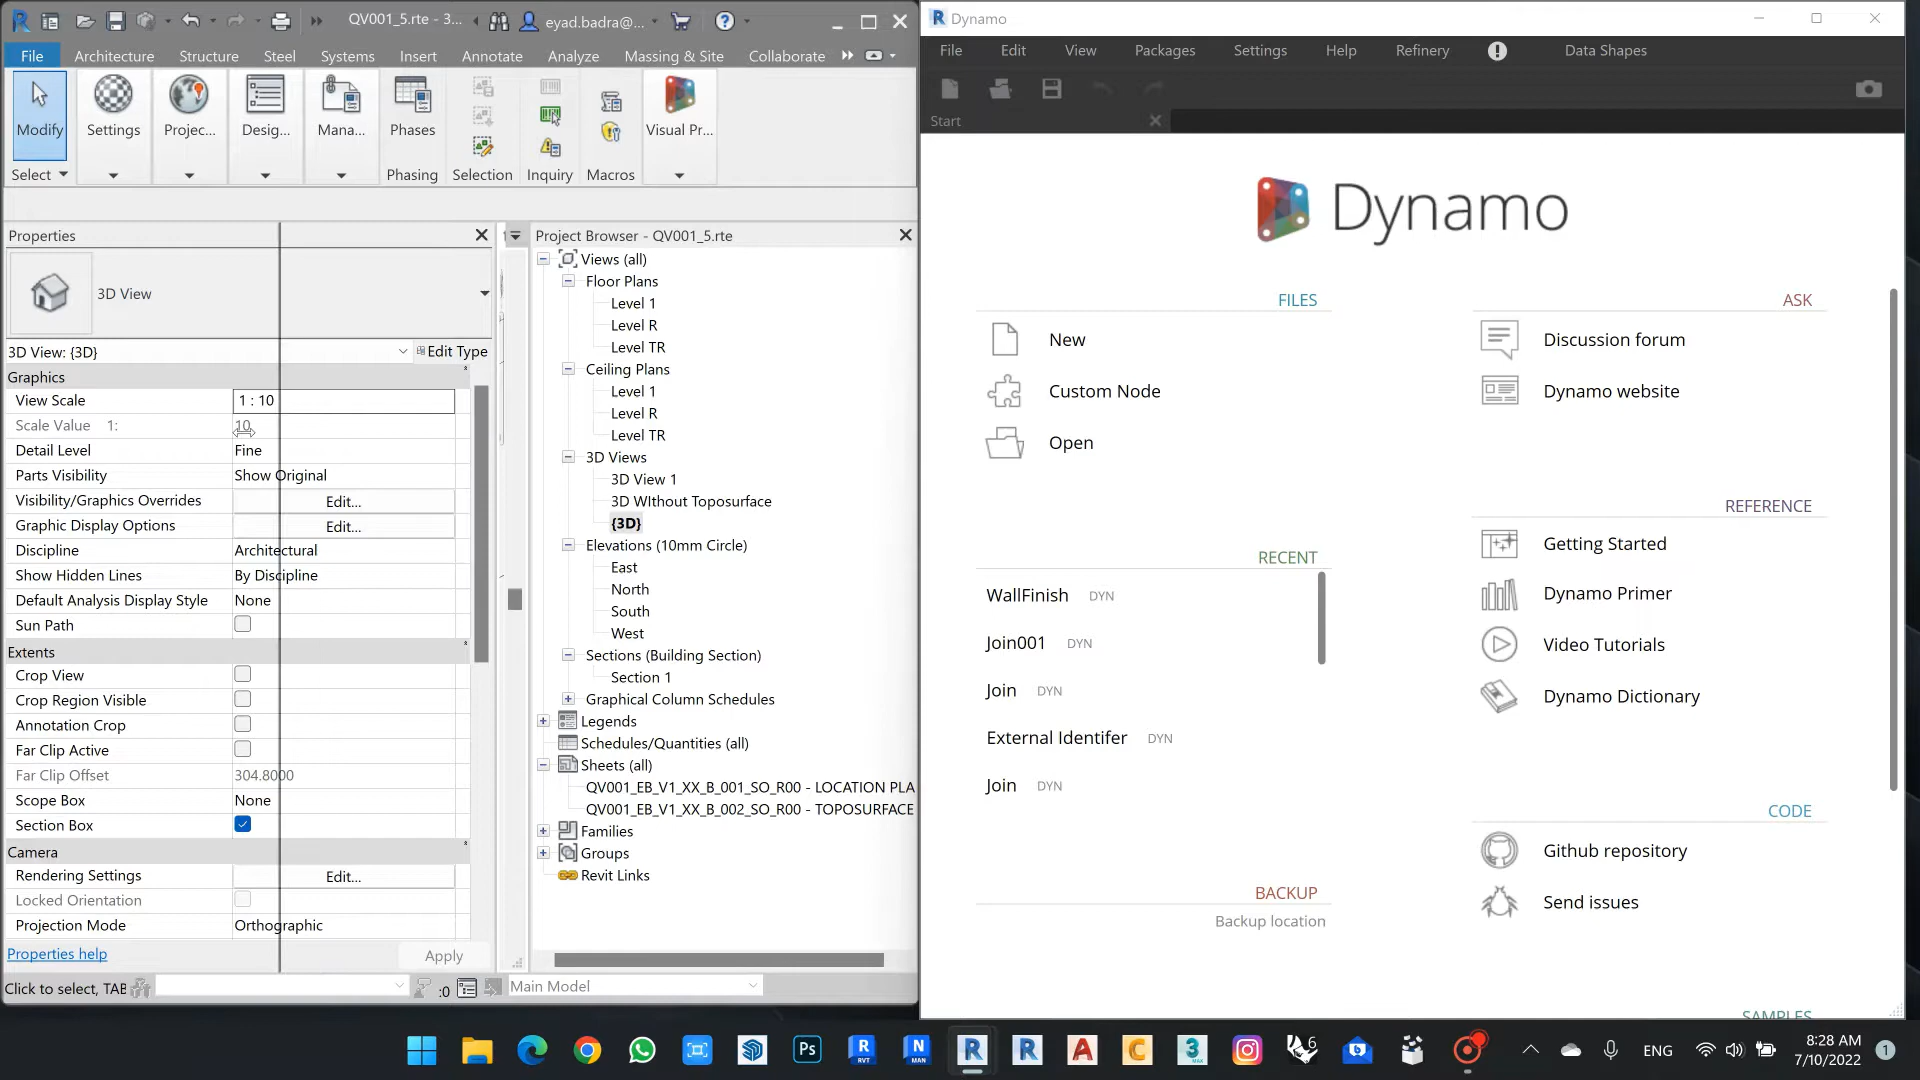 QV001_5.rte - 3...
eyad.badra@...
File
Architecture
Structure
Steel
Systems
Insert
Annotate
Analyze
Massing & Site
Collaborate
Modify
Settings
Projec...
Desig...
Mana...
Phases
Visual Pr...
Select
Phasing
Selection
Inquiry
Macros
Properties
3D View
3D View: {3D}
Edit Type
Graphics
View Scale
1 : 10
Scale Value 1:
10
Detail Level
Fine
Parts Visibility
Show Original
Visibility/Graphics Overrides
Edit...
Graphic Display Options
Edit...
Discipline
Architectural
Show Hidden Lines
By Discipline
Default Analysis Display Style
None
Sun Path
Extents
Crop View
Crop Region Visible
Annotation Crop
Far Clip Active
Far Clip Offset
304.8000
Scope Box
None
Section Box
Camera
Rendering Settings
Edit...
Locked Orientation
Projection Mode
Orthographic
Properties help
Apply
Click to select, TAB
:0
Main Model
Project Browser - QV001_5.rte
Views (all)
Floor Plans
Level 1
Level R
Level TR
Ceiling Plans
Level 1
Level R
Level TR
3D Views
3D View 1
3D WIthout Toposurface
{3D}
Elevations (10mm Circle)
East
North
South
West
Sections (Building Section)
Section 1
Graphical Column Schedules
Legends
Schedules/Quantities (all)
Sheets (all)
QV001_EB_V1_XX_B_001_SO_R00 - LOCATION PLA
QV001_EB_V1_XX_B_002_SO_R00 - TOPOSURFACE
Families
Groups
Revit Links
Dynamo
File
Edit
View
Packages
Settings
Help
Refinery
Data Shapes
Start
Dynamo
FILES
New
Custom Node
Open
RECENT
WallFinish DYN
Join001 DYN
Join DYN
External Identifer DYN
Join DYN
BACKUP
Backup location
ASK
Discussion forum
Dynamo website
REFERENCE
Getting Started
Dynamo Primer
Video Tutorials
Dynamo Dictionary
CODE
Github repository
Send issues
SAMPLES
Ps
R
RVT
N
MAN
R
R
A
C
3
MAX
6
ENG
8:28 AM
7/10/2022
1